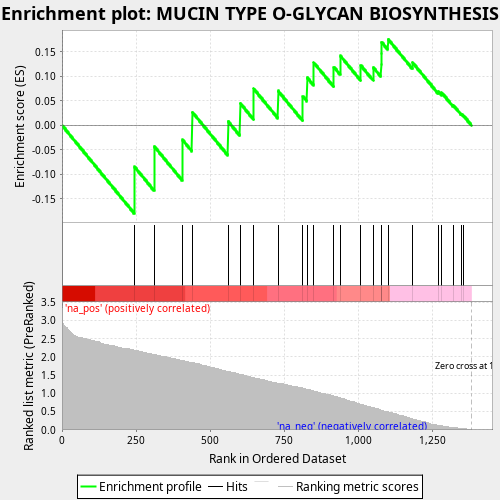 Enrichment plot: MUCIN TYPE O-GLYCAN BIOSYNTHESIS
Enrichment score (ES)
0.15
0.10
0.05
0.00
-0.05
-0.10
-0.15
'na_pos' (positively correlated)
Ranked list metric (PreRanked)
3.5
3.0
2.5
2.0
1.5
1.0
0.5
0.0
Zero cross at 1
'na_neg' (negatively correlated)
0
250
500
750
1,000
1,250
Rank in Ordered Dataset
Enrichment profile
Hits
Ranking metric scores